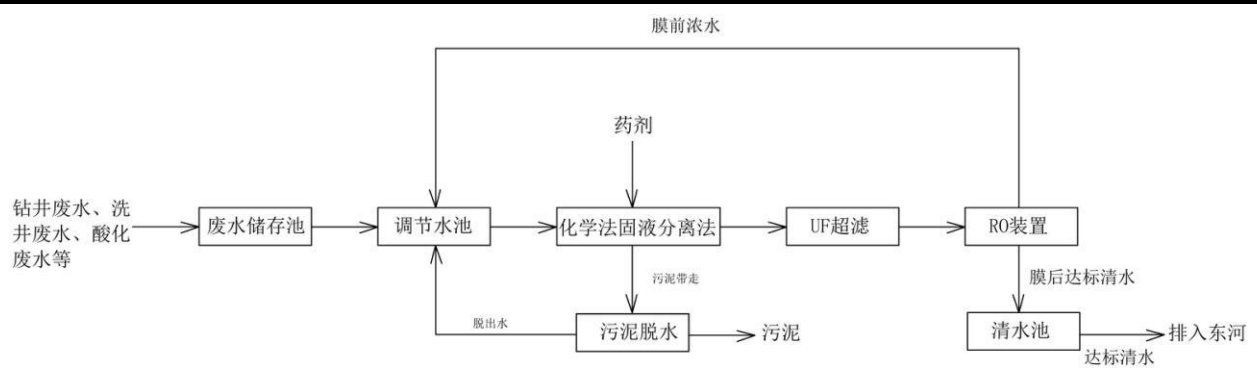 膜前浓水
药剂
钻井废水、洗
井废水、酸化
废水等
废水储存池
调节水池
化学法固液分离法
UF超滤
RO装置
污泥带走
膜后达标清水
脱出水
污泥脱水
污泥
清水池
达标清水
排入东河